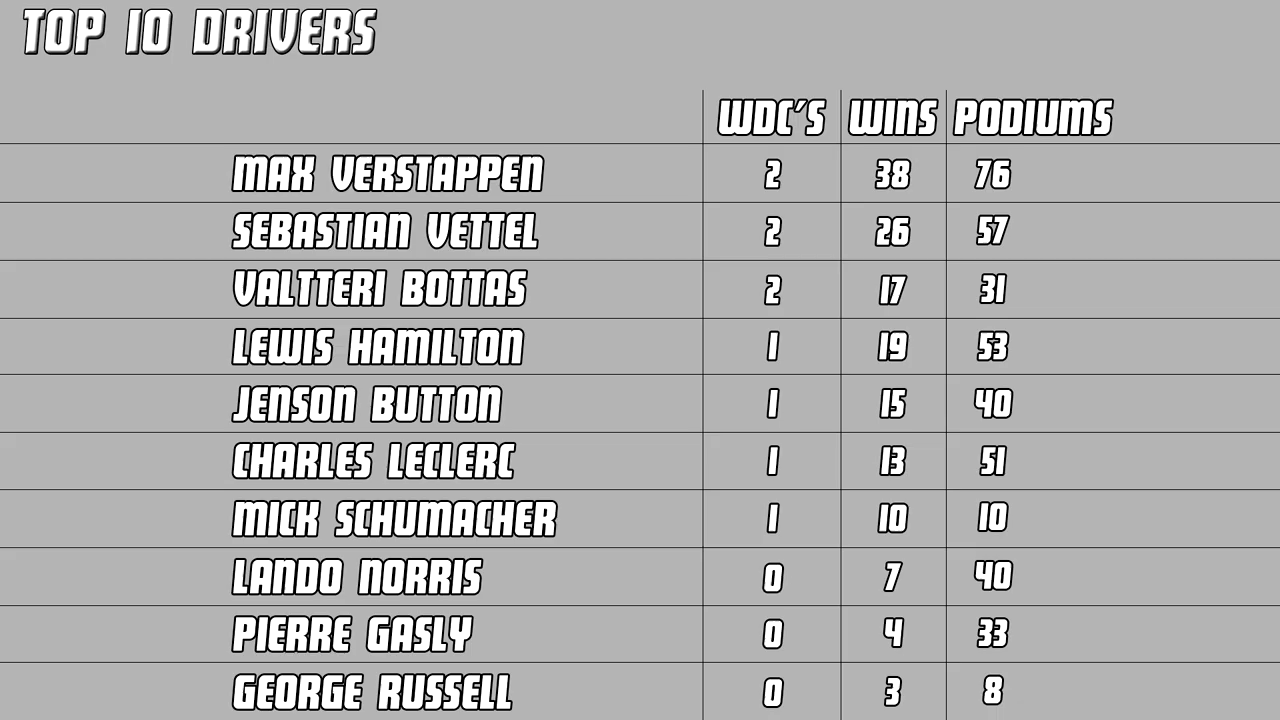 TOP 10 DRIVERS
WDC'S WINS PODIUMS
MAX VERSTAPPEN 2 38 76
SEBASTIAN VETTEL 2 26 57
VALTTERI BOTTAS 2 17 31
LEWIS HAMILTON 1 19 53
JENSON BUTTON 1 15 40
CHARLES LECLERC 1 13 51
MICK SCHUMACHER 1 10 10
LANDO NORRIS 0 7 40
PIERRE GASLY 0 4 33
GEORGE RUSSELL 0 3 8